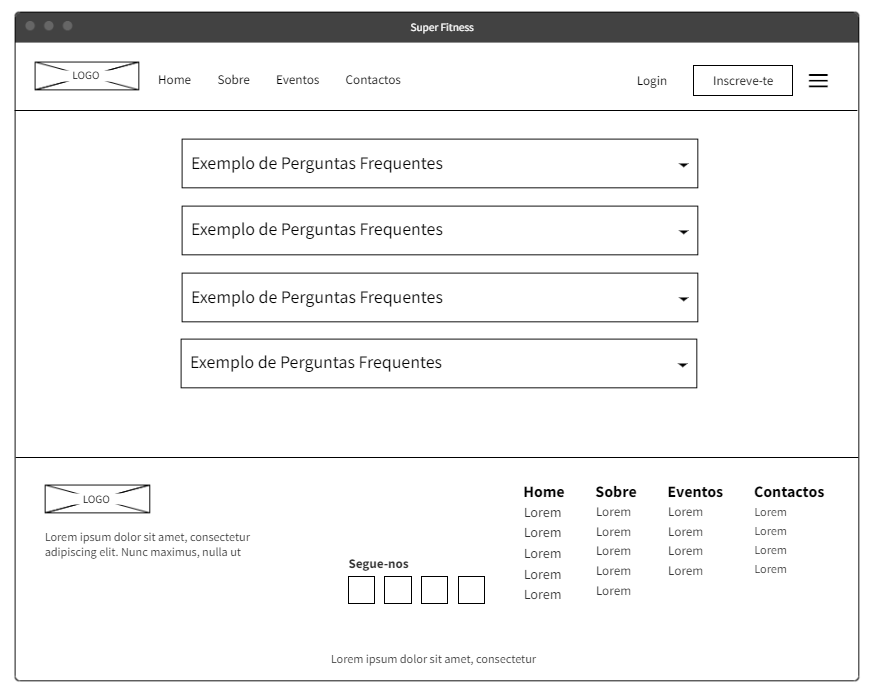 Super Fitness
LOGO
Home Sobre Eventos Contactos Login Inscreve-te
Exemplo de Perguntas Frequentes
Exemplo de Perguntas Frequentes
Exemplo de Perguntas Frequentes
Exemplo de Perguntas Frequentes
LOGO
Lorem ipsum dolor sit amet, consectetur
adipiscing elit. Nunc maximus, nulla ut
Segue-nos
Home
Lorem
Lorem
Lorem
Lorem
Lorem
Sobre
Lorem
Lorem
Lorem
Lorem
Lorem
Eventos
Lorem
Lorem
Lorem
Lorem
Contactos
Lorem
Lorem
Lorem
Lorem
Lorem ipsum dolor sit amet, consectetur